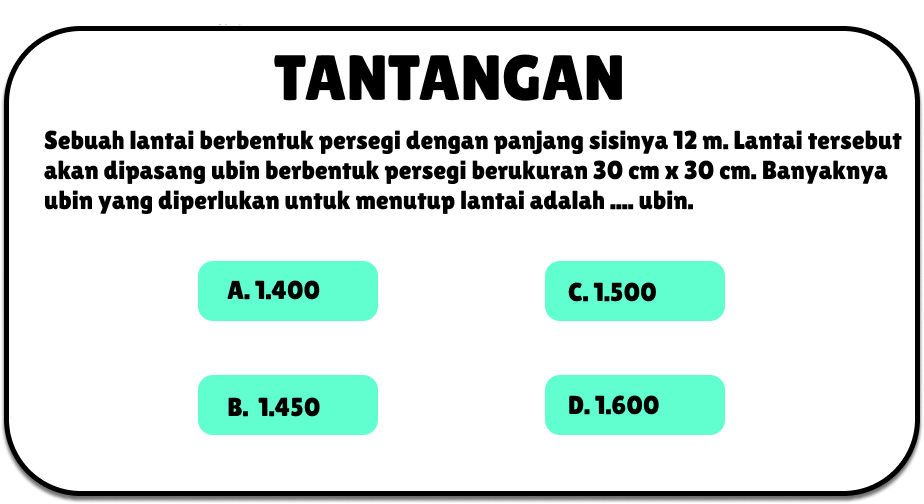 TANTANGAN
Sebuah lantai berbentuk persegi dengan panjang sisinya 12 m. Lantai tersebut
akan dipasang ubin berbentuk persegi berukuran 30 cm x 30 cm. Banyaknya
ubin yang diperlukan untuk menutup lantai adalah .... ubin.
A. 1.400
C. 1.500
B. 1.450
D. 1.600